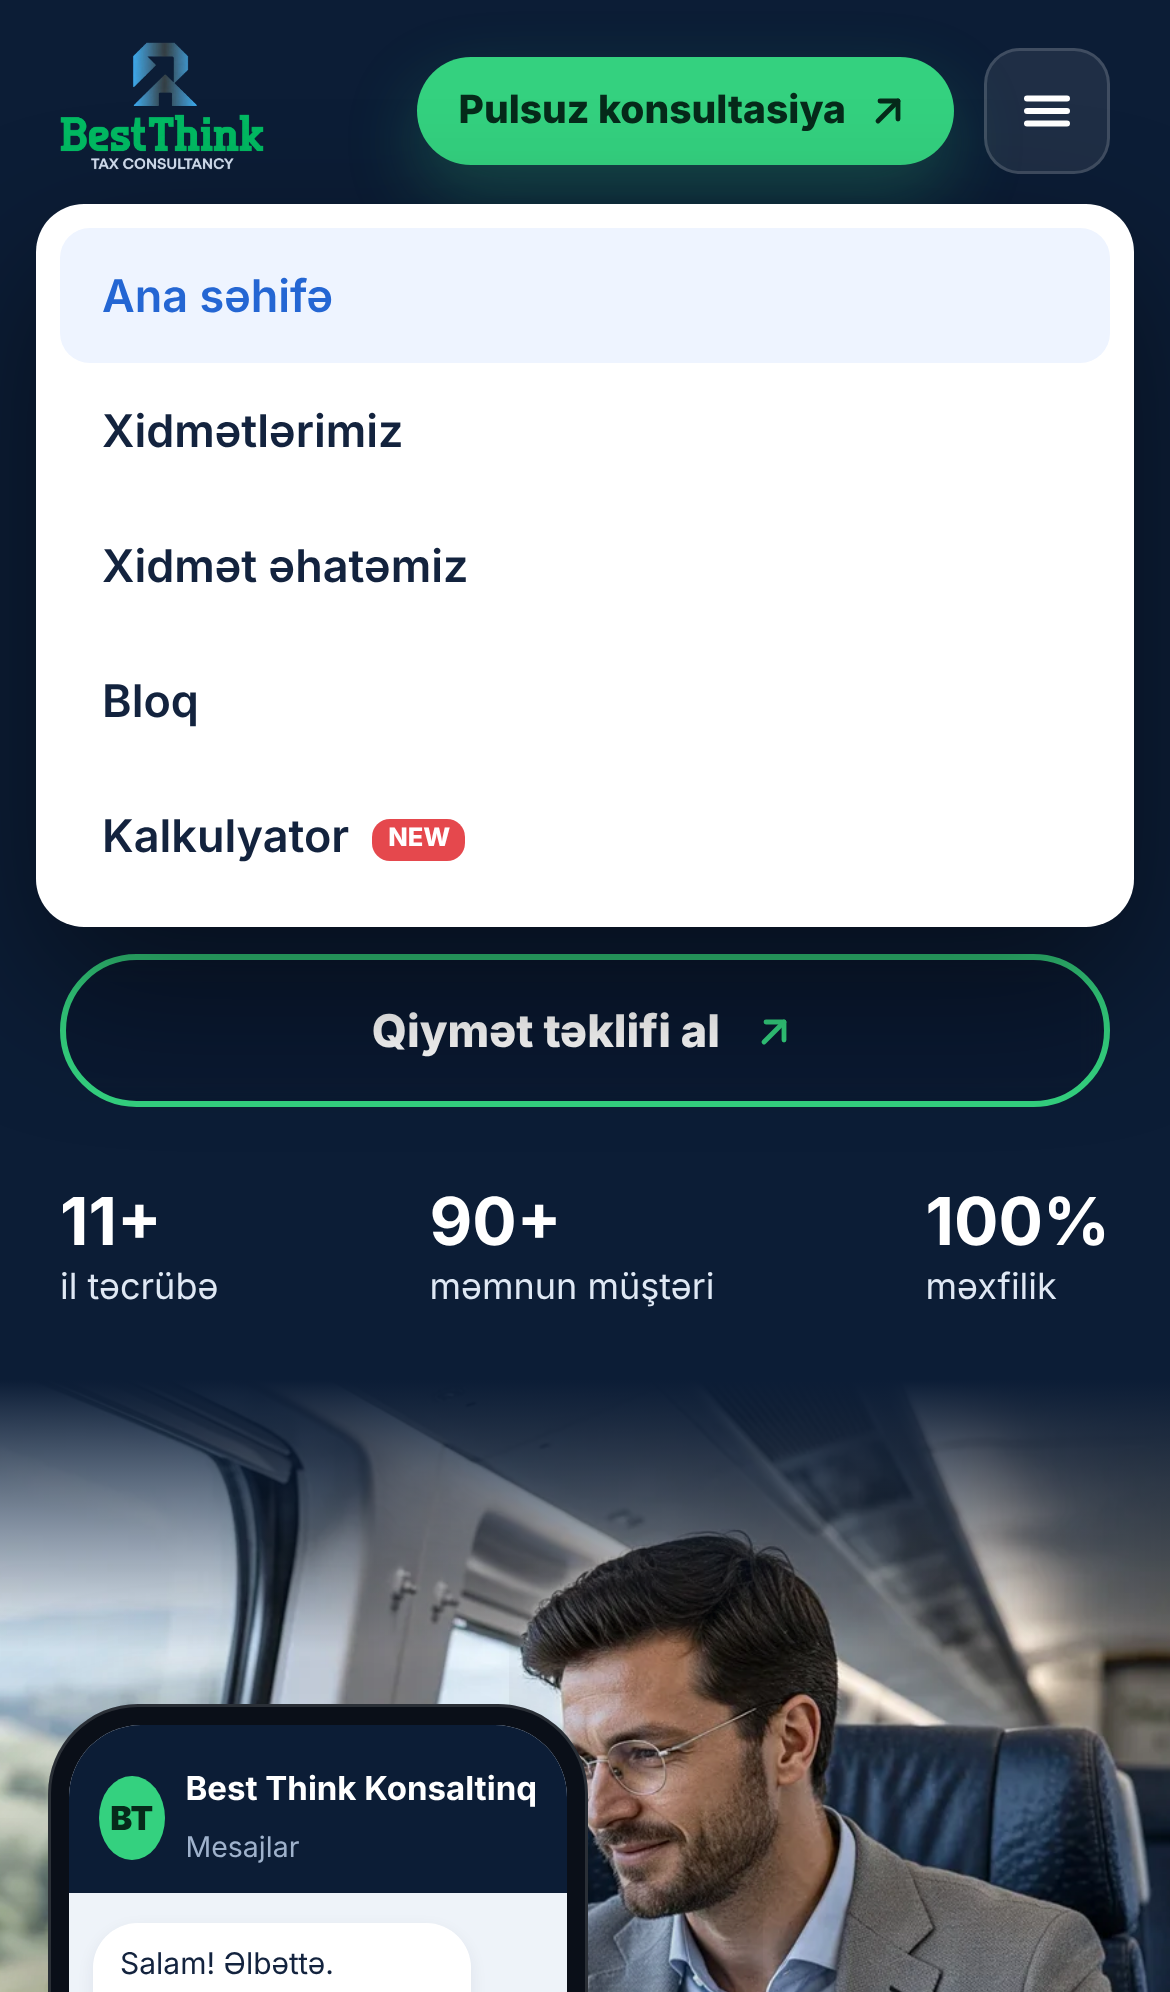 BestThink
TAX CONSULTANCY
Pulsuz konsultasiya
Ana səhifə
Xidmətlərimiz
Xidmət əhatəmiz
Bloq
Kalkulyator NEW
Qiymət təklifi al
11+ 90+ 100%
il təcrübə məmnun müştəri məxfilik
BT Best Think Konsaltinq
Mesajlar
Salam! Əlbəttə.